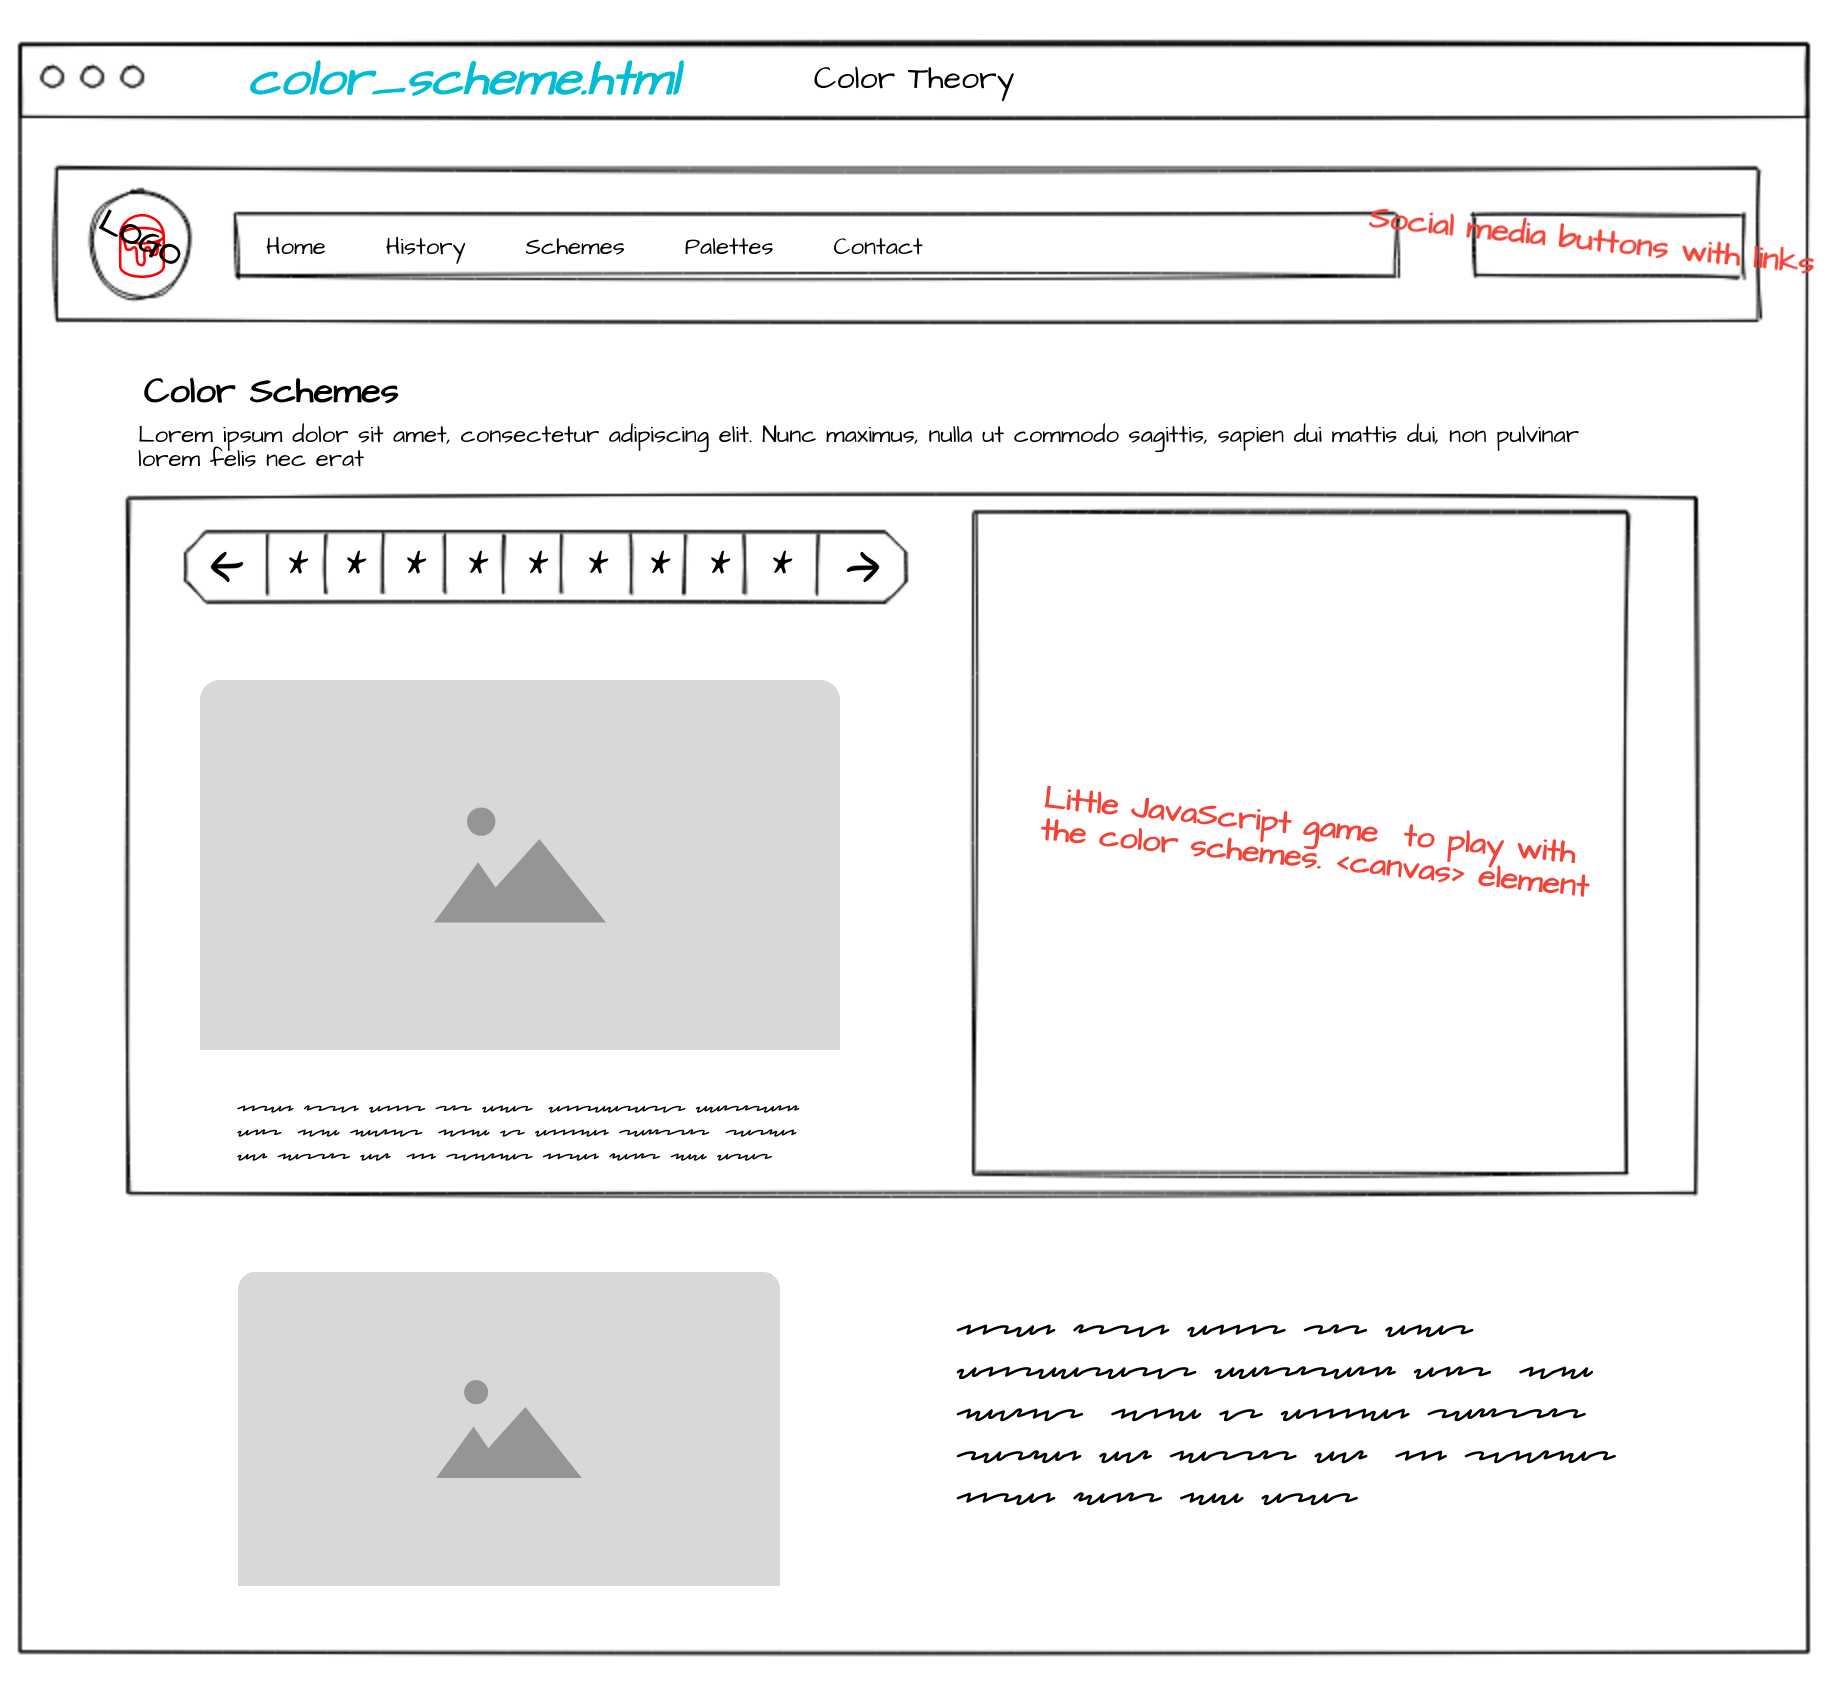 color_scheme.html
Color Theory
LOGO
Home History Schemes Palettes Contact
Social media buttons with links
Color Schemes
Lorem ipsum dolor sit amet, consectetur adipiscing elit. Nunc maximus, nulla ut commodo sagittis, sapien dui mattis dui, non pulvinar
lorem felis nec erat
← * * * * * * * * * →
Little JavaScript game to play with
the color schemes. <canvas> element